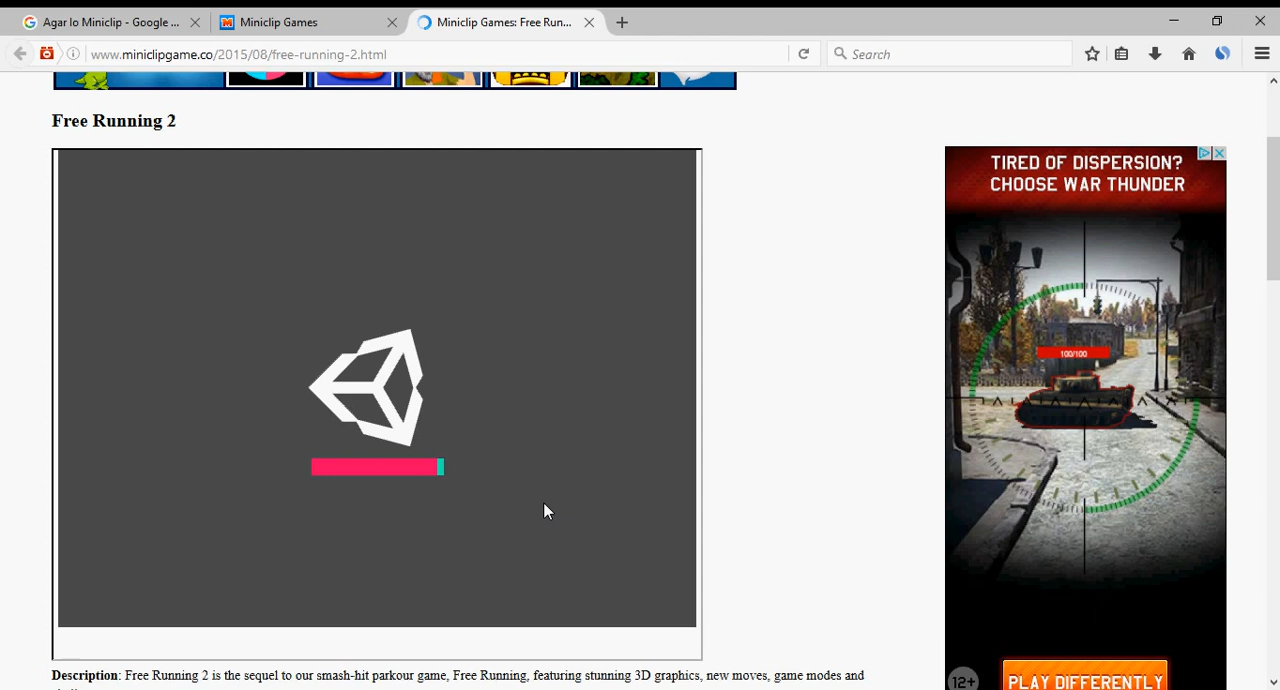 Agar Io Miniclip - Google ...
Miniclip Games
Miniclip Games: Free Run...
www.miniclipgame.co/2015/08/free-running-2.html
Search
Free Running 2
TIRED OF DISPERSION?
CHOOSE WAR THUNDER
100/100
12+
PLAY DIFFERENTLY
Description: Free Running 2 is the sequel to our smash-hit parkour game, Free Running, featuring stunning 3D graphics, new moves, game modes and